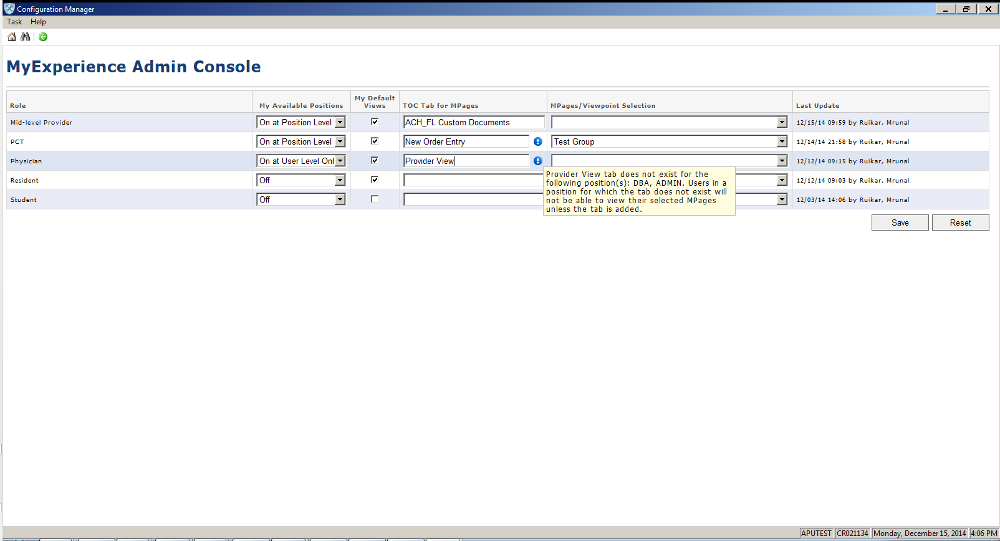 Configuration Manager
Task Help
MyExperience Admin Console
Role My Available Positions My Default Views TOC Tab for MPages MPages/Viewpoint Selection Last Update
Mid-level Provider On at Position Level ACH_FL Custom Documents 12/15/14 09:59 by Ruikar, Mrunal
PCT On at Position Level New Order Entry Test Group 12/14/14 21:58 by Ruikar, Mrunal
Physician On at User Level Onl Provider View 12/12/14 09:15 by Ruikar, Mrunal
Resident Off 12/12/14 09:03 by Ruikar, Mrunal
Student Off 12/03/14 14:06 by Ruikar, Mrunal
Provider View tab does not exist for the
following position(s): DBA, ADMIN. Users in a
position for which the tab does not exist will
not be able to view their selected MPages
unless the tab is added.
Save Reset
APUTEST CR021134 Monday, December 15, 2014 4:06 PM